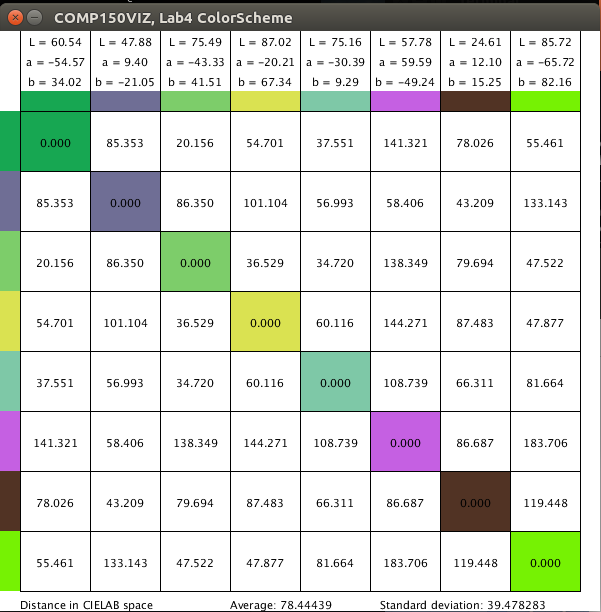 COMP150VIZ, Lab4 ColorScheme
L = 60.54 L = 47.88 L = 75.49 L = 87.02 L = 75.16 L = 57.78 L = 24.61 L = 85.72
a = -54.57 a = 9.40 a = -43.33 a = -20.21 a = -30.39 a = 59.59 a = 12.10 a = -65.72
b = 34.02 b = -21.05 b = 41.51 b = 67.34 b = 9.29 b = -49.24 b = 15.25 b = 82.16
0.000 85.353 20.156 54.701 37.551 141.321 78.026 55.461
85.353 0.000 86.350 101.104 56.993 58.406 43.209 133.143
20.156 86.350 0.000 36.529 34.720 138.349 79.694 47.522
54.701 101.104 36.529 0.000 60.116 144.271 87.483 47.877
37.551 56.993 34.720 60.116 0.000 108.739 66.311 81.664
141.321 58.406 138.349 144.271 108.739 0.000 86.687 183.706
78.026 43.209 79.694 87.483 66.311 86.687 0.000 119.448
55.461 133.143 47.522 47.877 81.664 183.706 119.448 0.000
Distance in CIELAB space Average: 78.44439 Standard deviation: 39.478283